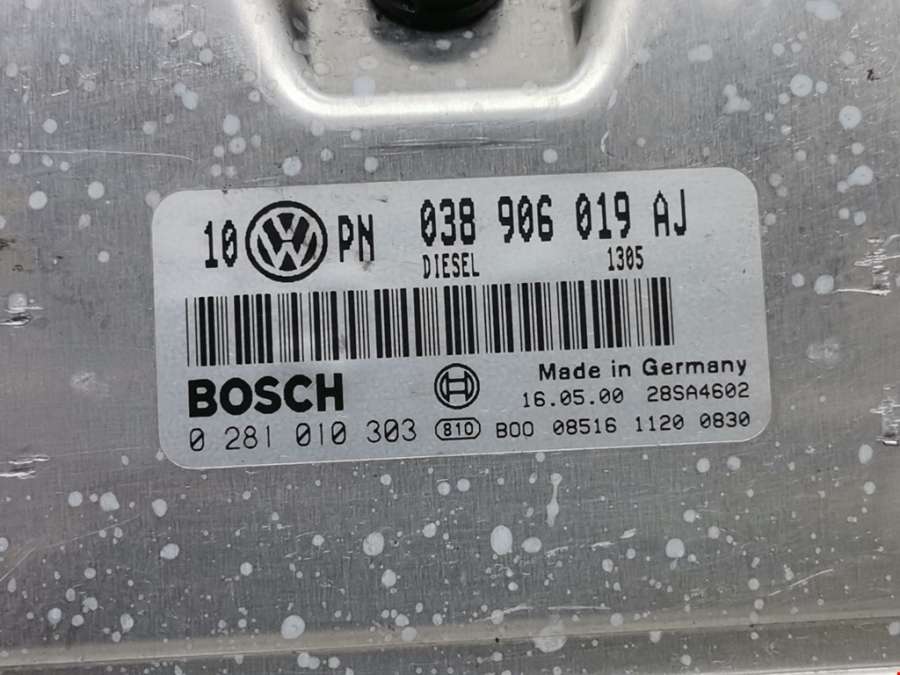 10 VW PN 038 906 019 AJ
DIESEL 1305
Made in Germany
BOSCH 16.05.00 28SA4602
0 281 010 303 810 B00 08516 1120 0830